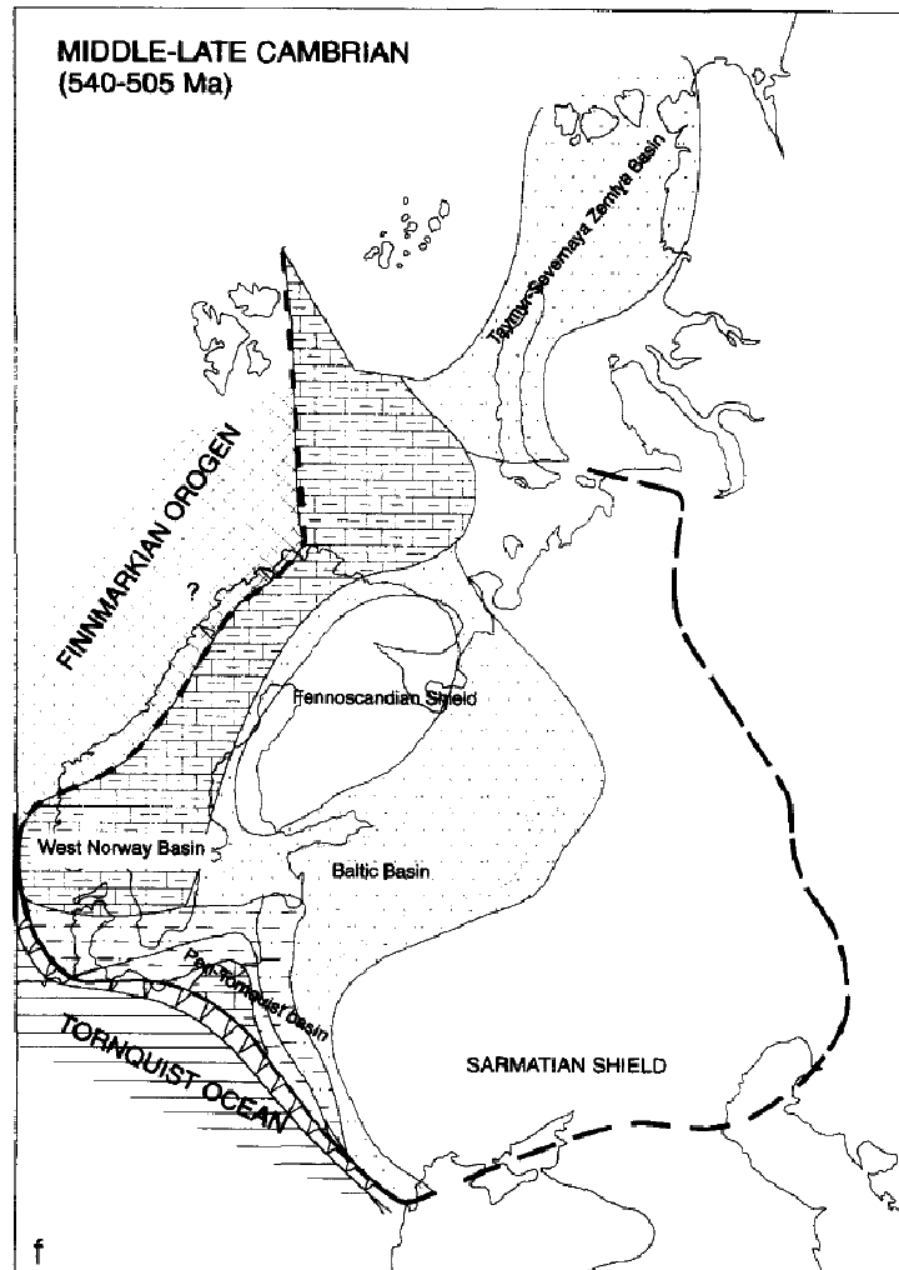 MIDDLE-LATE CAMBRIAN
(540-505 Ma)
Taymyr-Severnaya Zemlya Basin
FINNMARKIAN OROGEN
?
Fennoscandian Shield
West Norway Basin
Baltic Basin
Peri-Tornquist basin
TORNQUIST OCEAN
SARMATIAN SHIELD
f